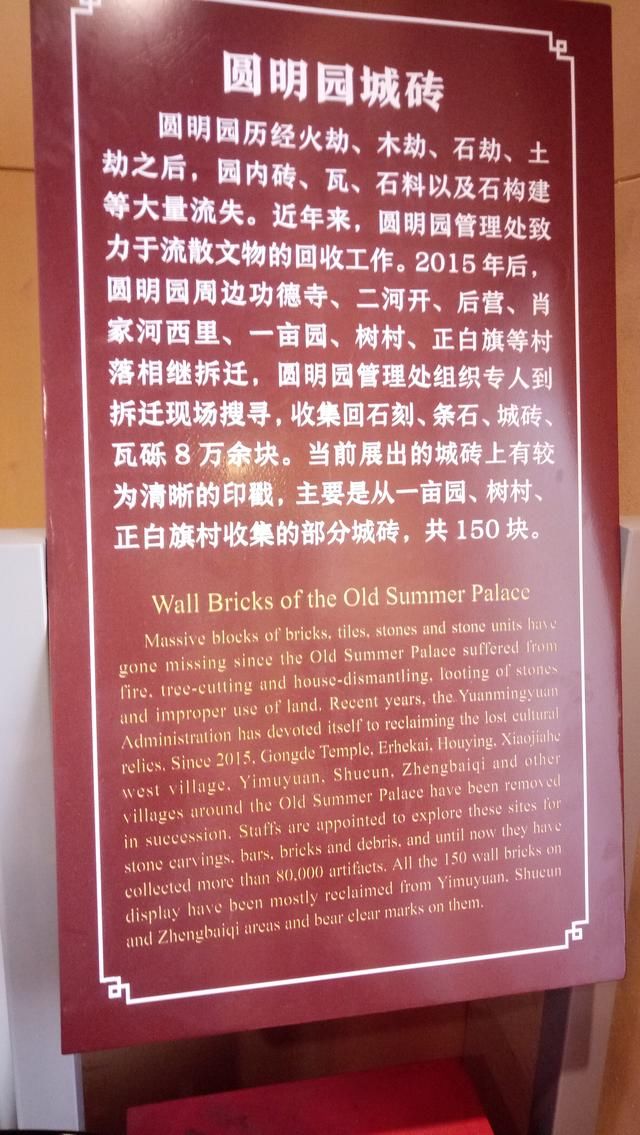 圆明园城砖
圆明园历经火劫、木劫、石劫、土
劫之后，园内砖、瓦、石料以及石构建
等大量流失。近年来，圆明园管理处致
力于流散文物的回收工作。2015年后，
圆明园周边功德寺、二河开、后营、肖
家河西里、一亩园、树村、正白旗等村
落相继拆迁，圆明园管理处组织专人到
拆迁现场搜寻，收集回石刻、条石、城砖、
瓦砾8万余块。当前展出的城砖上有较
为清晰的印戳，主要是从一亩园、树村、
正白旗村收集的部分城砖，共150块。
Wall Bricks of the Old Summer Palace
Massive blocks of bricks, tiles, stones and stone units have
gone missing since the Old Summer Palace suffered from
fire, tree-cutting and house-dismantling, looting of stones
and improper use of land. Recent years, the Yuanmingyuan
Administration has devoted itself to reclaiming the lost cultural
relics. Since 2015, Gongde Temple, Erhekai, Houying, Xiaojiahe
west village, Yimuyuan, Shucun, Zhengbaiqi and other
villages around the Old Summer Palace have been removed
in succession. Staffs are appointed to explore these sites for
stone carvings, bars, bricks and debris, and until now they have
collected more than 80,000 artifacts. All the 150 wall bricks on
display have been mostly reclaimed from Yimuyuan, Shucun
and Zhengbaiqi areas and bear clear marks on them.